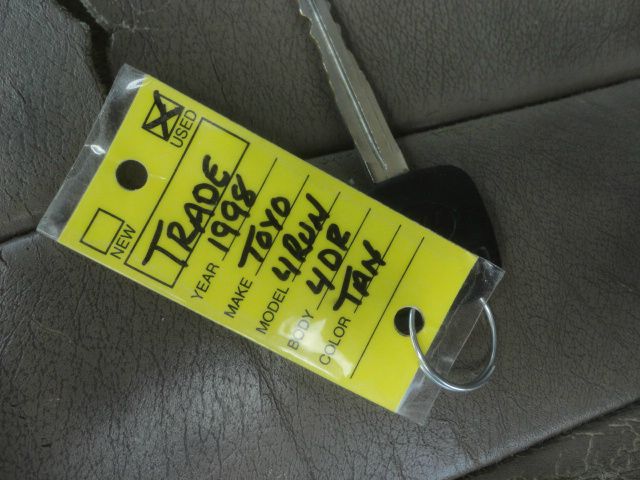 USED
NEW
TRADE
YEAR 1998
MAKE TOYO
MODEL 4RUN
BODY 4DR
COLOR TAN